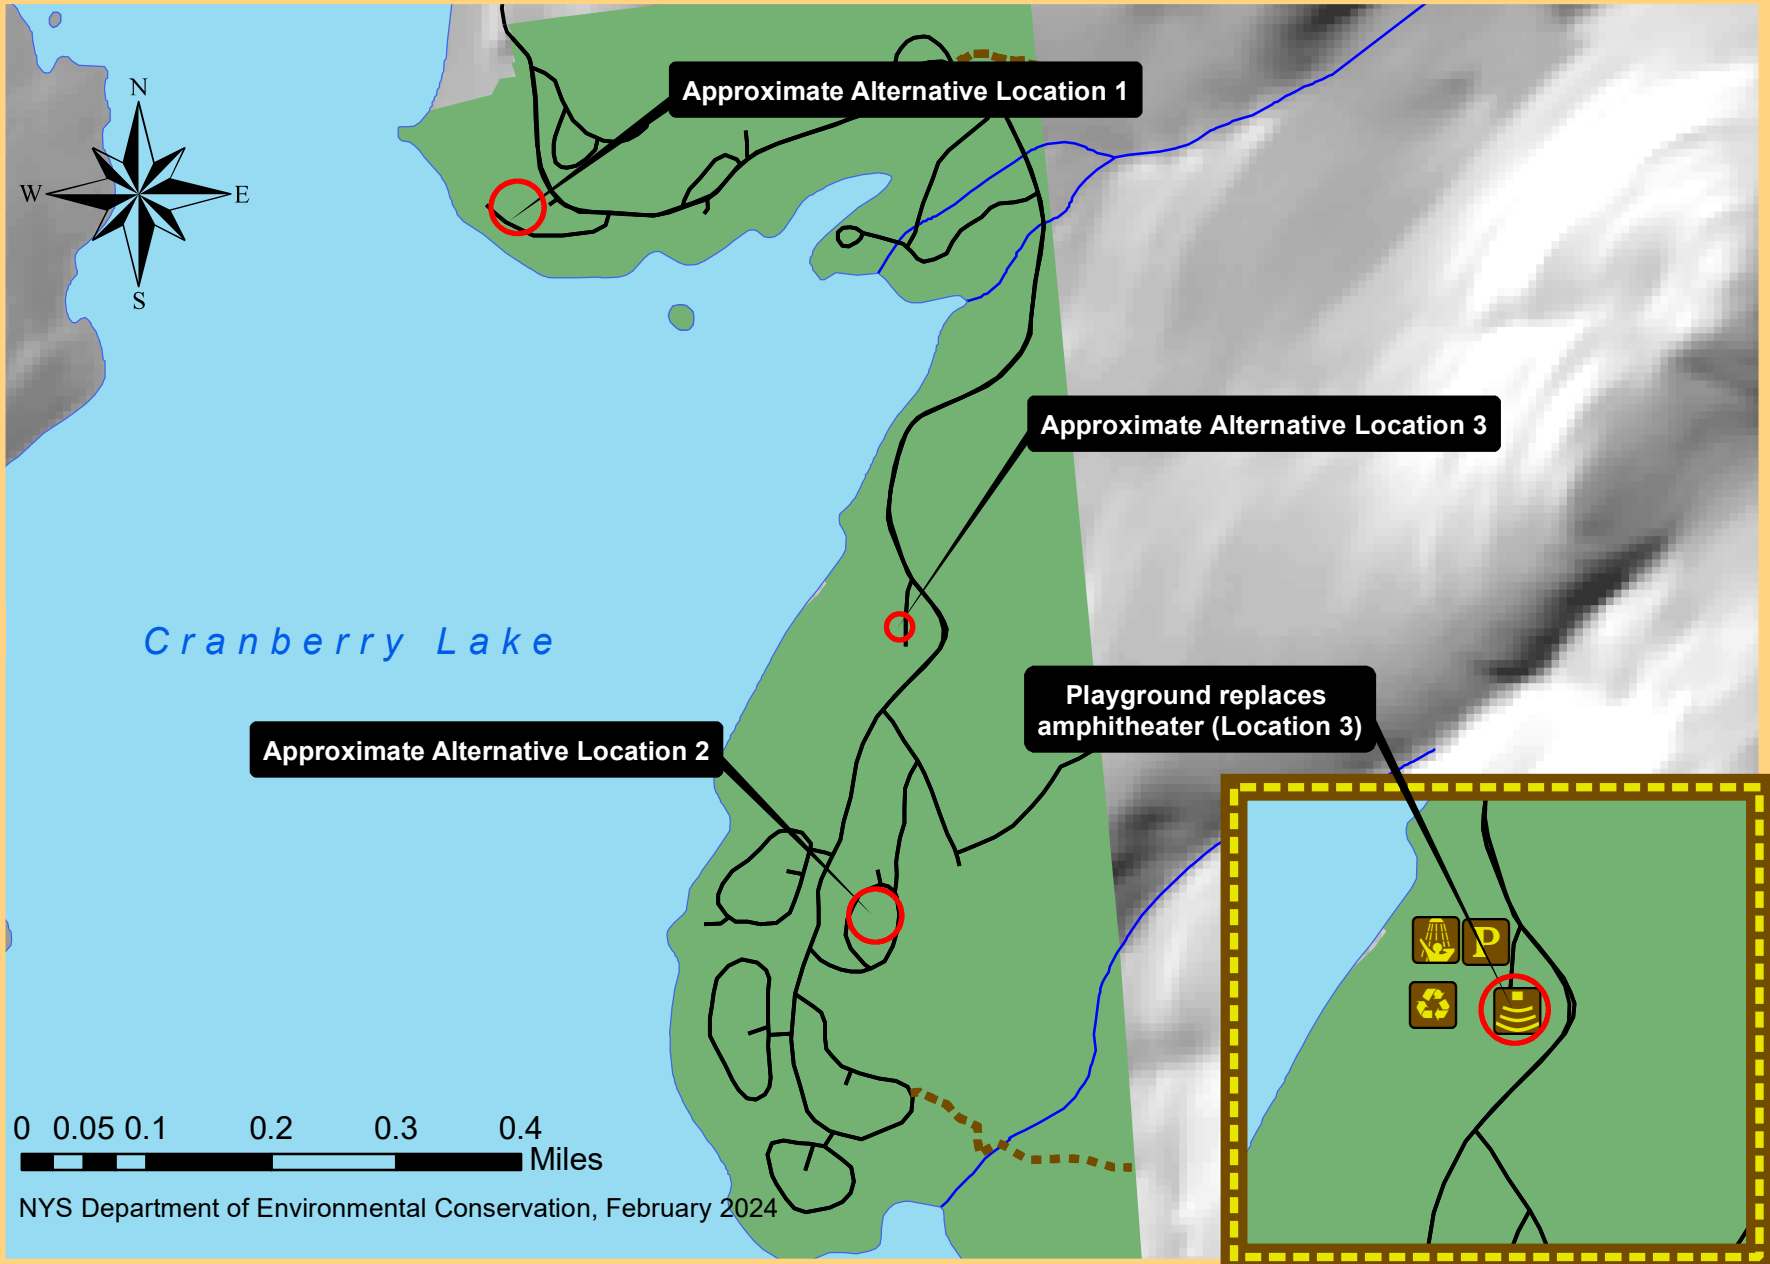 N
W
E
S
Approximate Alternative Location 1
Approximate Alternative Location 3
Cranberry Lake
Playground replaces
amphitheater (Location 3)
Approximate Alternative Location 2
P
0 0.05 0.1 0.2 0.3 0.4
Miles
NYS Department of Environmental Conservation, February 2024